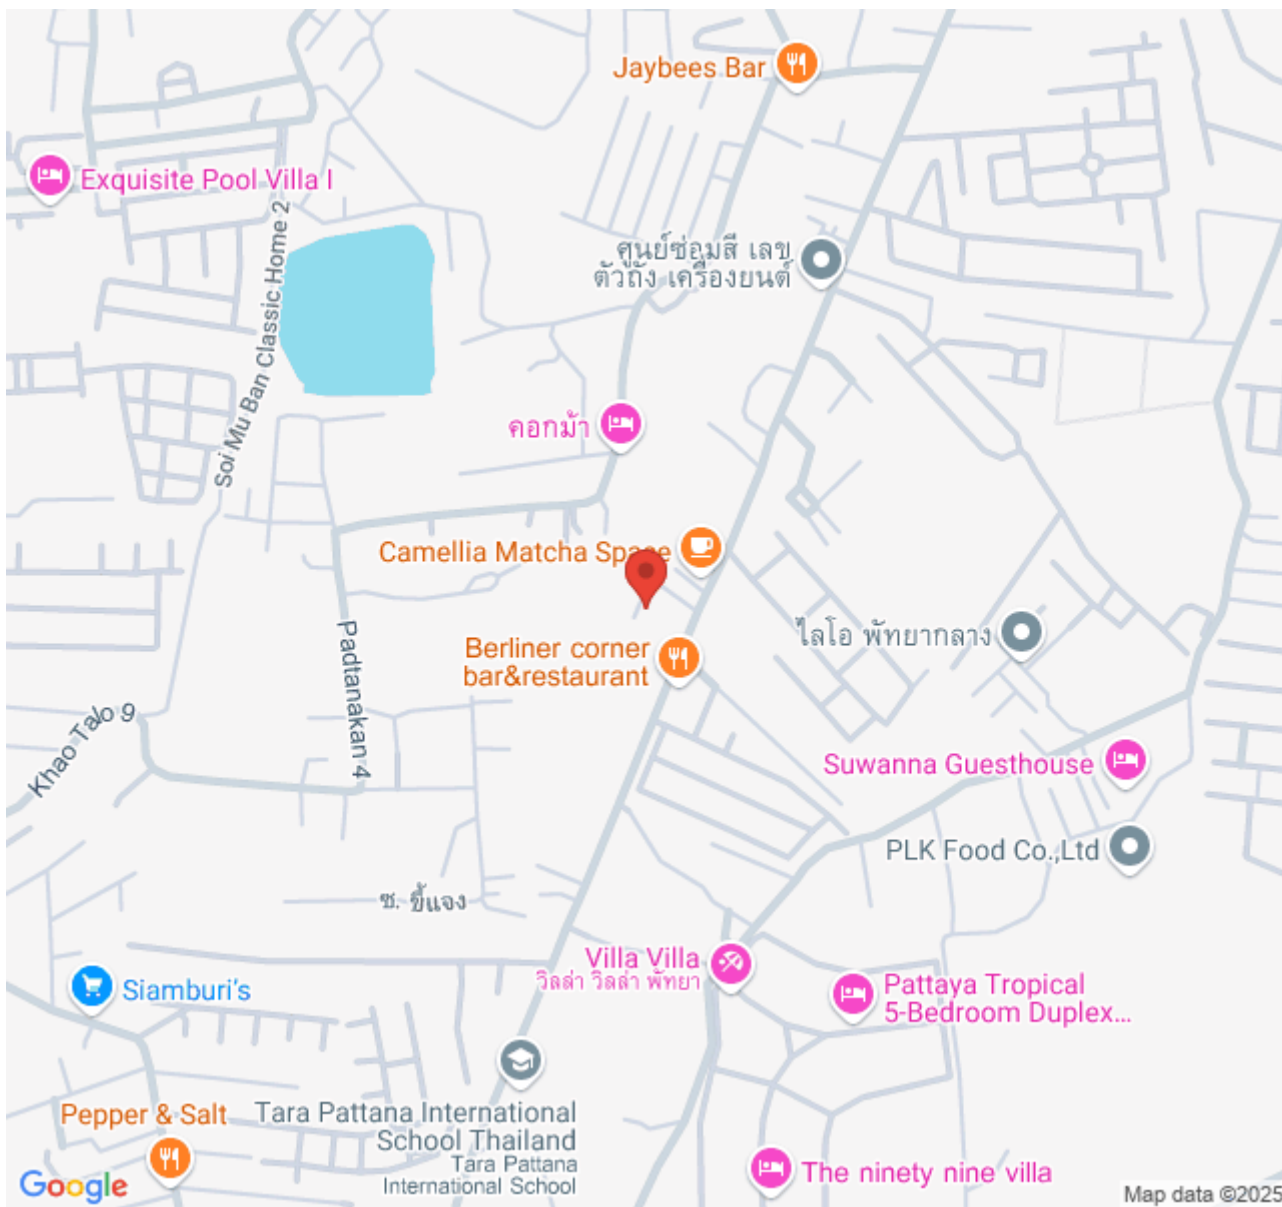 Jaybees Bar
Exquisite Pool Villa I
Soi Mu Ban Classic Home 2
ศูนย์ซ่อมสี เลข
ตัวถัง เครื่องยนต์
คอกม้า
Camellia Matcha Space
Padtanakan 4
Berliner corner
bar&restaurant
ไลโอ พัทยากลาง
Khao Talo 9
Suwanna Guesthouse
PLK Food Co.,Ltd
ซ. ขี้แจง
Villa Villa
วิลล่า วิลล่า พัทยา
Siamburi's
Pattaya Tropical
5-Bedroom Duplex...
Pepper & Salt
Tara Pattana International
School Thailand
Tara Pattana
International School
The ninety nine villa
Google
Map data ©2025